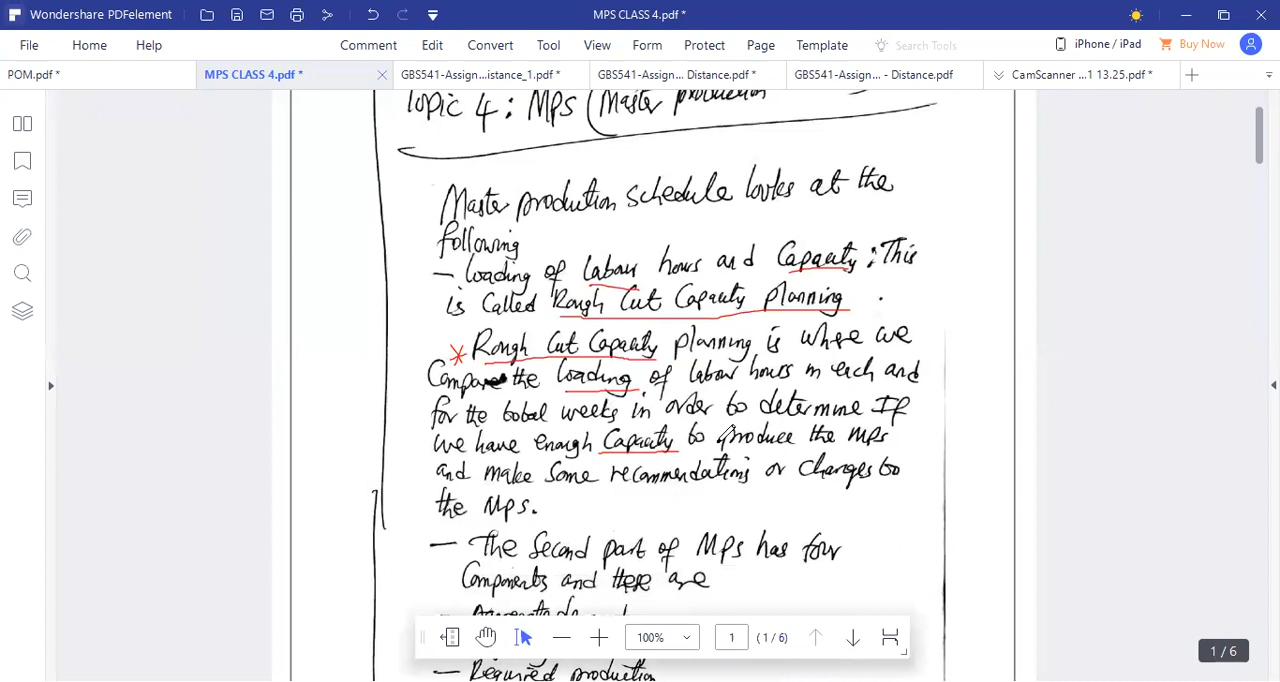 Wondershare PDFelement
MPS CLASS 4.pdf *
File Home Help Comment Edit Convert Tool View Form Protect Page Template Search Tools iPhone / iPad Buy Now
POM.pdf * MPS CLASS 4.pdf * GBS541-Assign...istance_1.pdf * GBS541-Assign... Distance.pdf * GBS541-Assign... - Distance.pdf CamScanner ...1 13.25.pdf *
Topic 4: MPS (Master production
Master production schedule looks at the
following
- loading of labour hours and Capacity: This
is Called Rough Cut Capacity planning.
* Rough Cut Capacity planning is where we
Compare the loading of labour hours in each and
for the total weeks in order to determine If
we have enough Capacity to produce the MPS
and make some recommendations or changes to
the MPS.
- The Second part of MPS has four
Components and these are
- Required production
100% 1 (1/6)
1 / 6